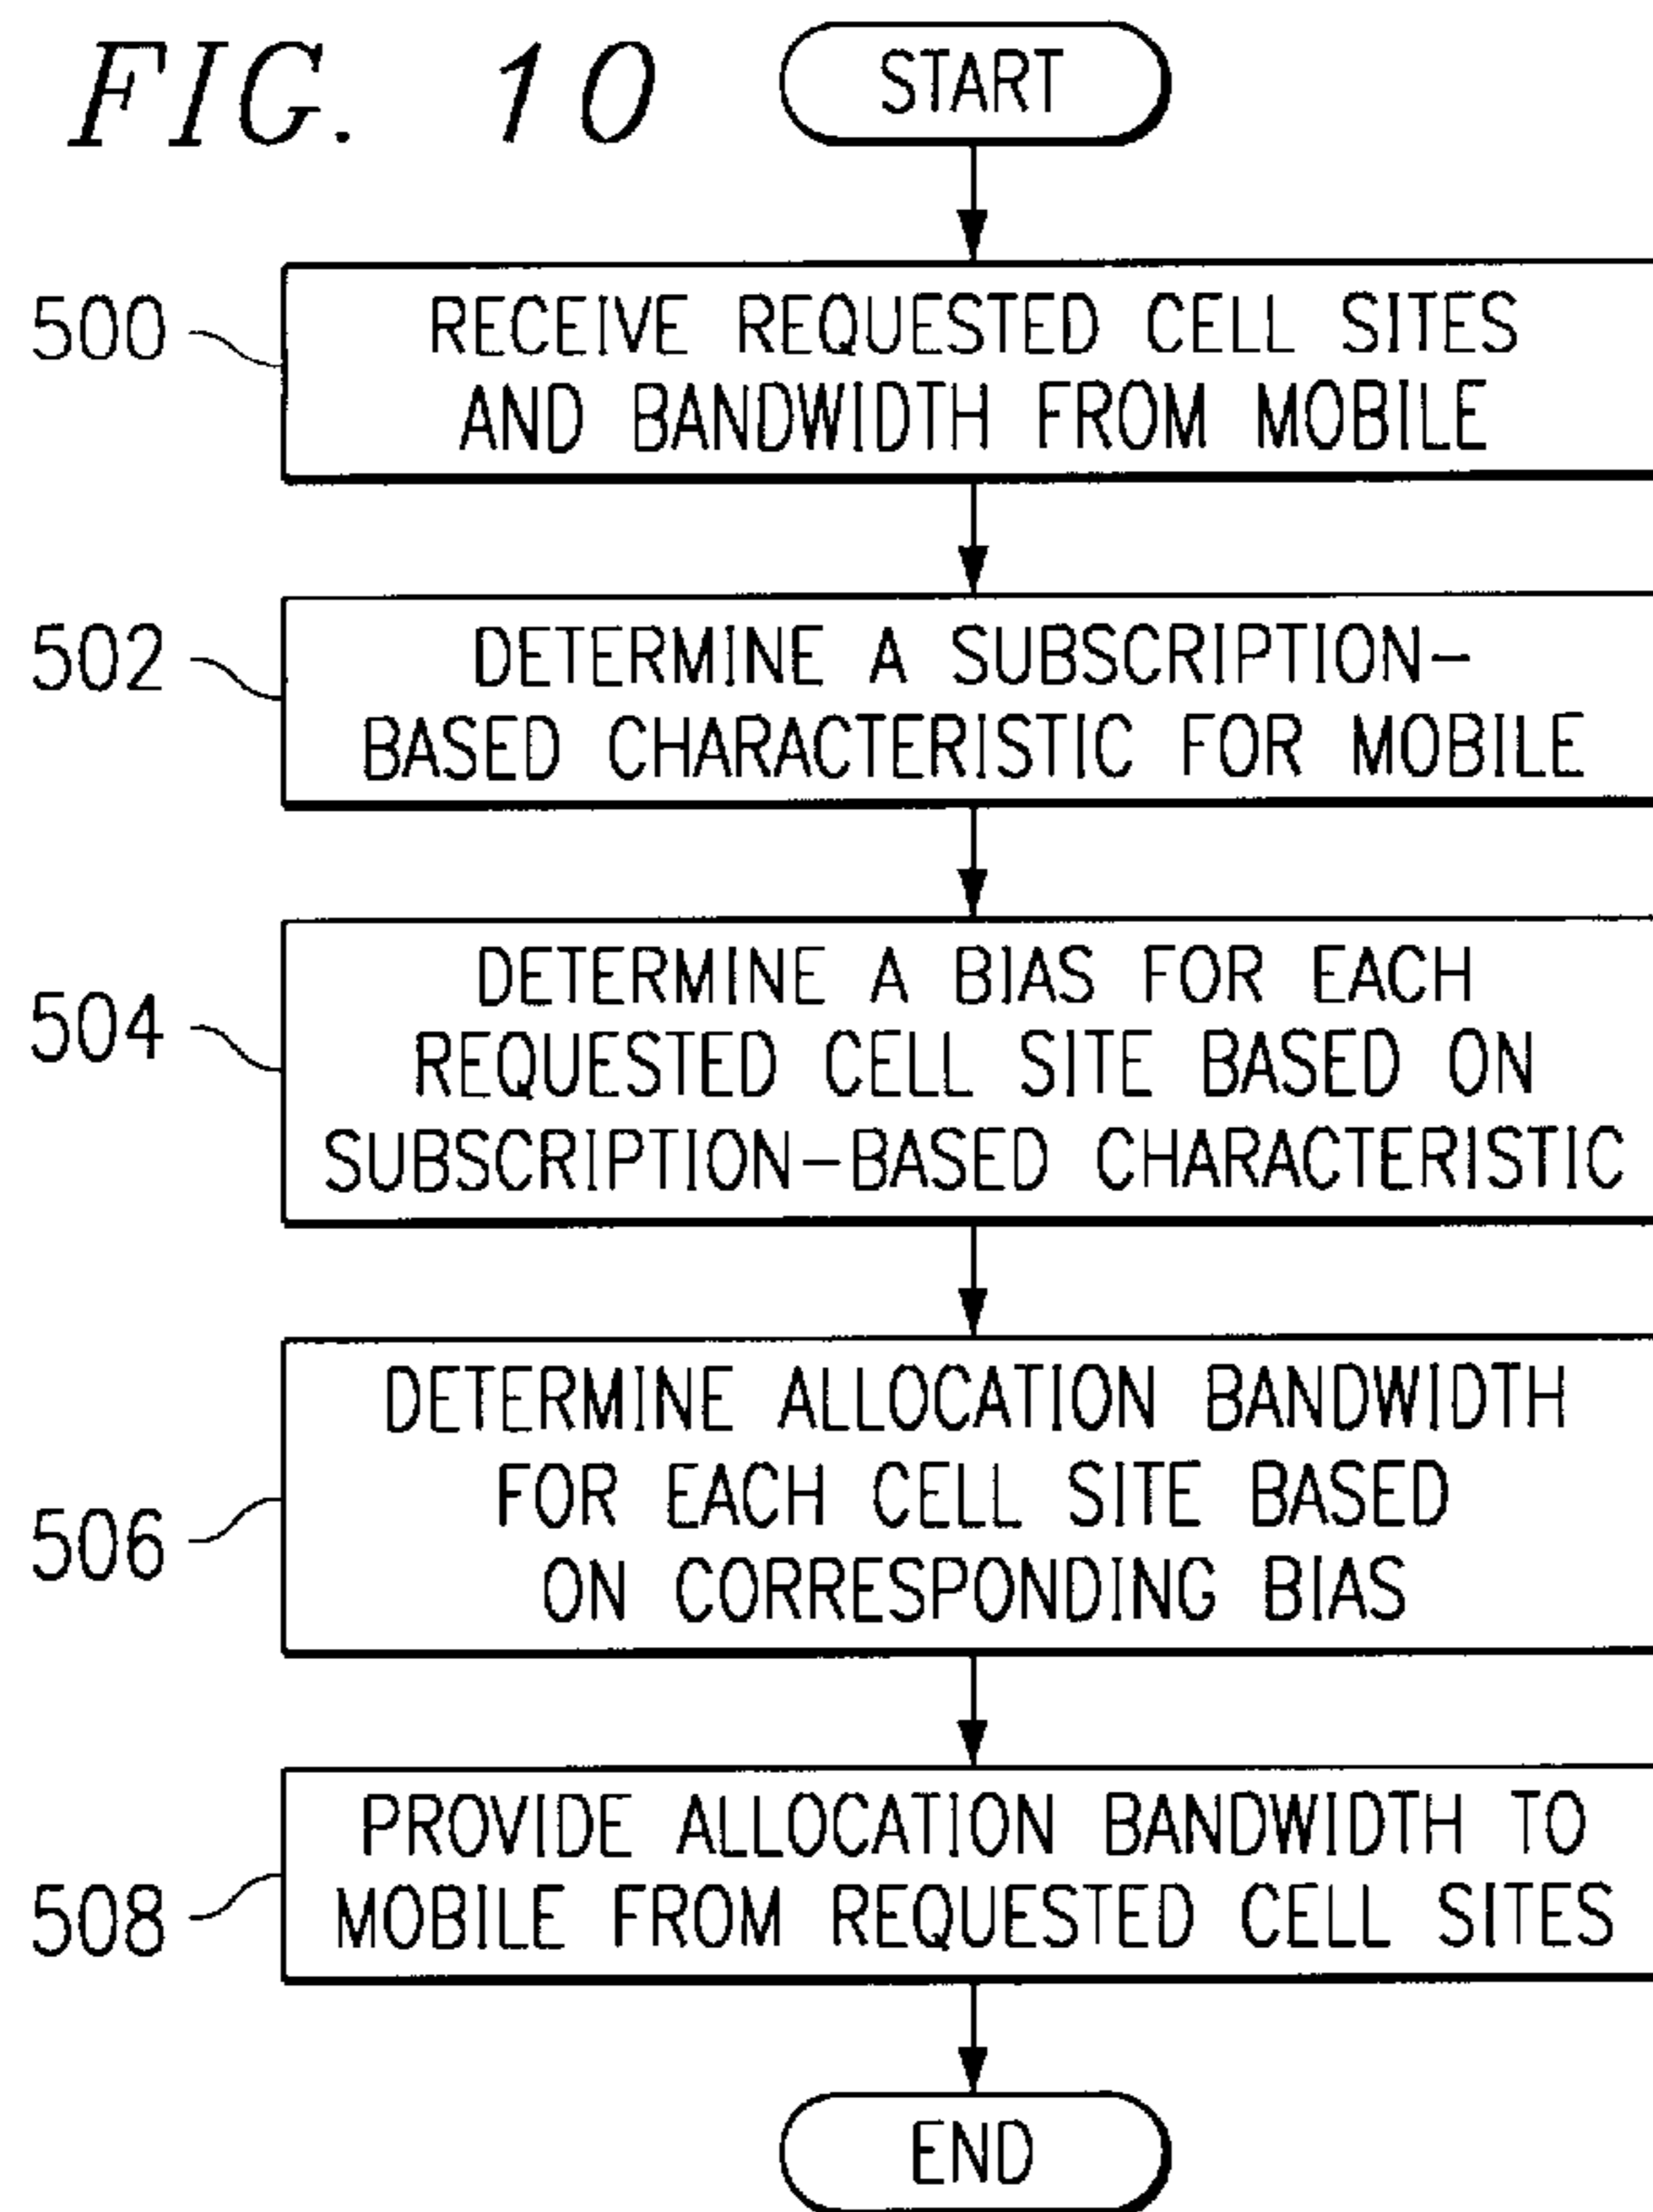 FIG. 10
START
500
RECEIVE REQUESTED CELL SITES
AND BANDWIDTH FROM MOBILE
502
DETERMINE A SUBSCRIPTION-
BASED CHARACTERISTIC FOR MOBILE
504
DETERMINE A BIAS FOR EACH
REQUESTED CELL SITE BASED ON
SUBSCRIPTION-BASED CHARACTERISTIC
506
DETERMINE ALLOCATION BANDWIDTH
FOR EACH CELL SITE BASED
ON CORRESPONDING BIAS
508
PROVIDE ALLOCATION BANDWIDTH TO
MOBILE FROM REQUESTED CELL SITES
END